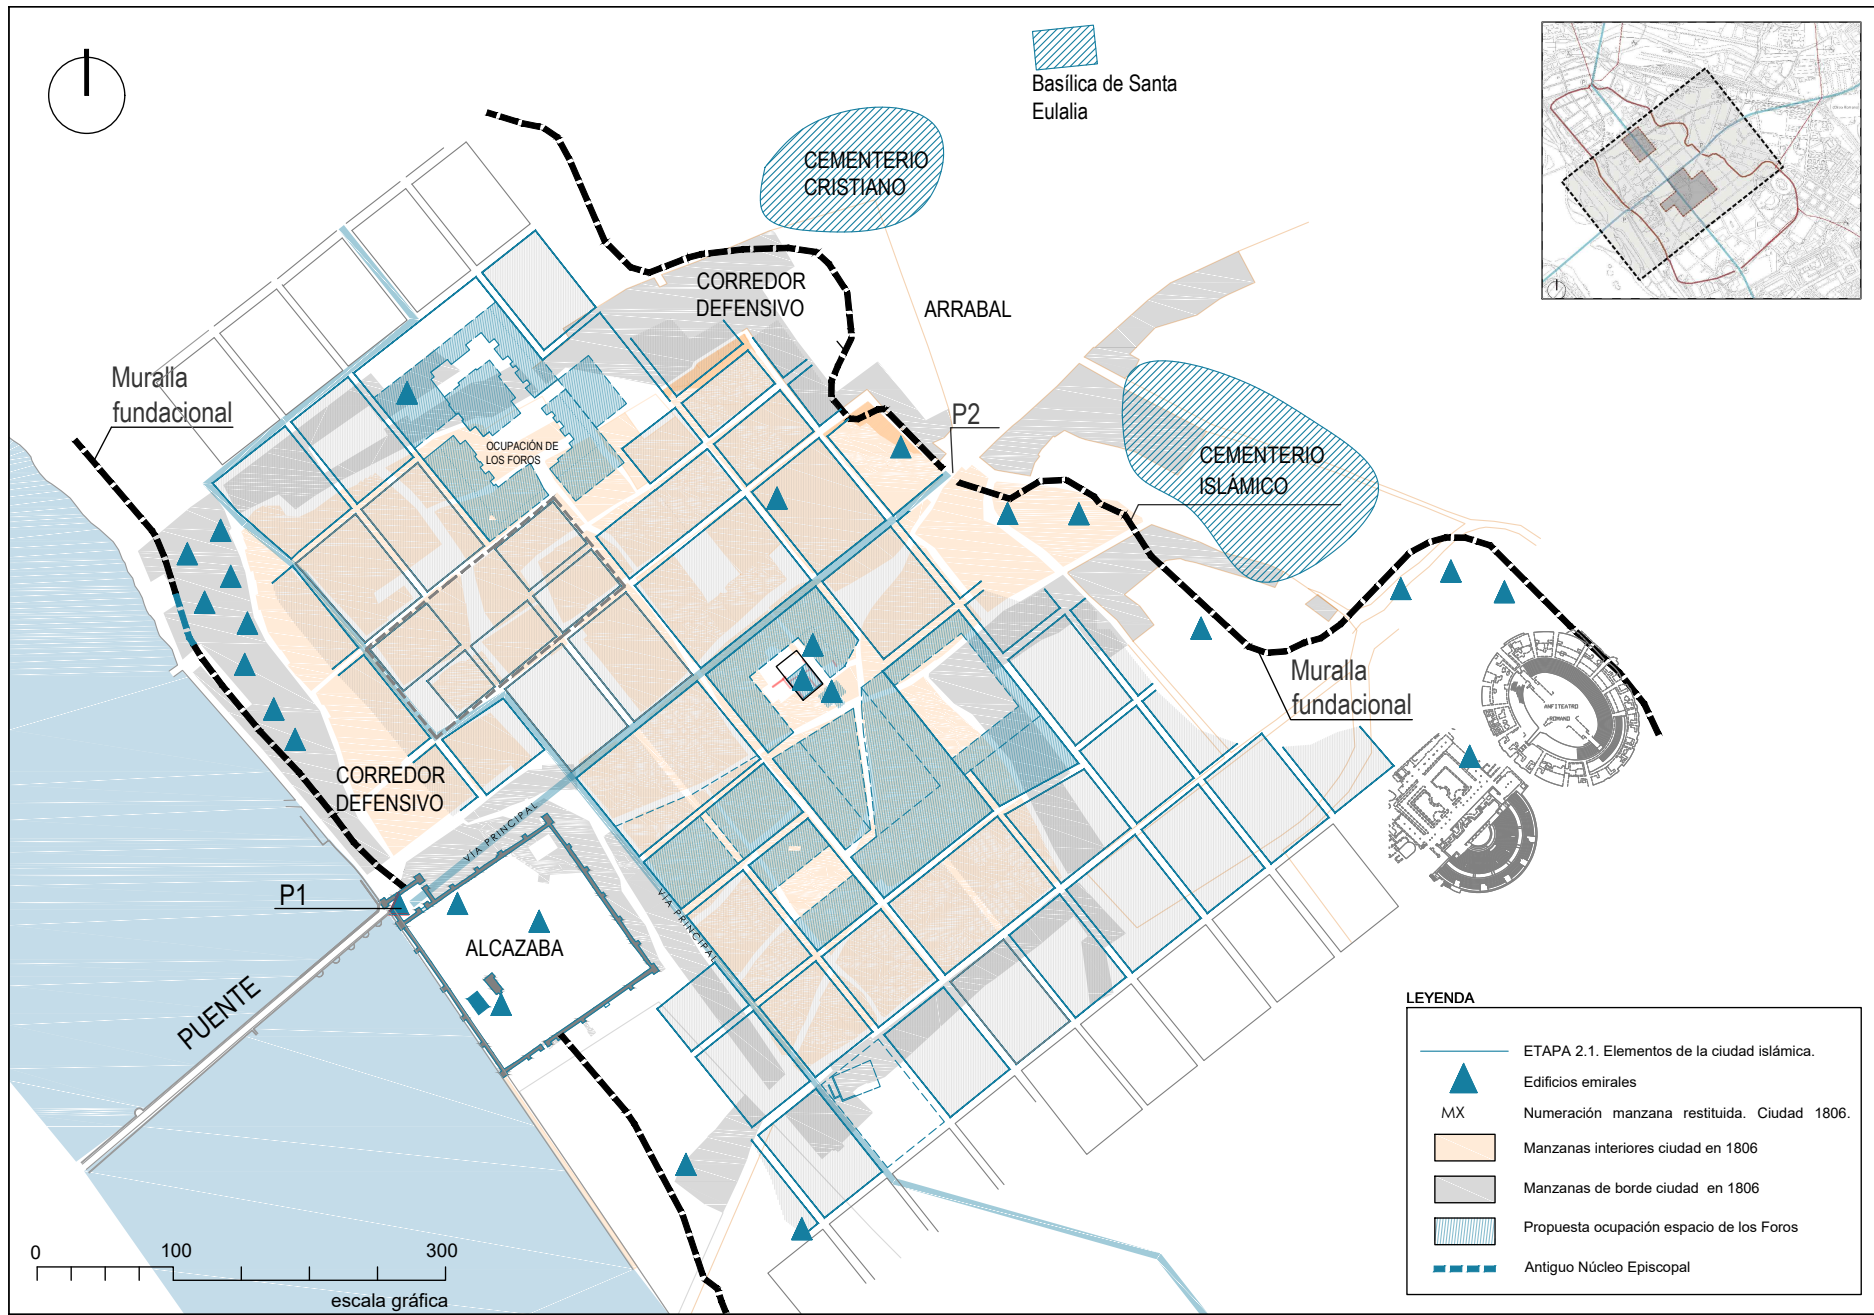 Basílica de Santa
Eulalia
CEMENTERIO
CRISTIANO
CORREDOR
DEFENSIVO
ARRABAL
Muralla
fundacional
P2
OCUPACIÓN DE
LOS FOROS
CEMENTERIO
ISLÁMICO
Muralla
fundacional
ANFITEATRO
ROMANO
CORREDOR
DEFENSIVO
VÍA PRINCIPAL
P1
ALCAZABA
VÍA PRINCIPAL
PUENTE
LEYENDA
ETAPA 2.1. Elementos de la ciudad islámica.
Edificios emirales
MX Numeración manzana restituida. Ciudad 1806.
Manzanas interiores ciudad en 1806
Manzanas de borde ciudad en 1806
Propuesta ocupación espacio de los Foros
Antiguo Núcleo Episcopal
0 100 300
escala gráfica